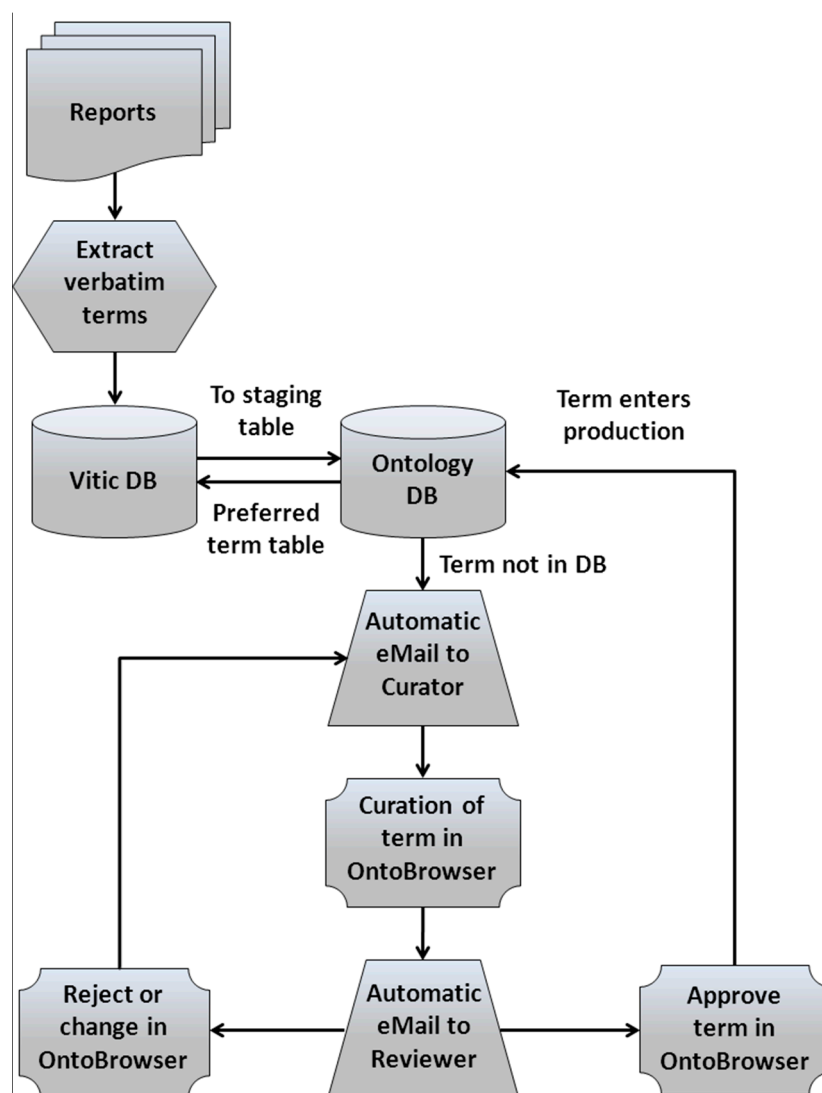 Reports
Extract
verbatim
terms
To staging
table
Term enters
production
Vitic DB
Ontology
DB
Preferred
term table
Term not in DB
Automatic
eMail to
Curator
Curation of
term in
OntoBrowser
Reject or
change in
OntoBrowser
Automatic
eMail to
Reviewer
Approve
term in
OntoBrowser